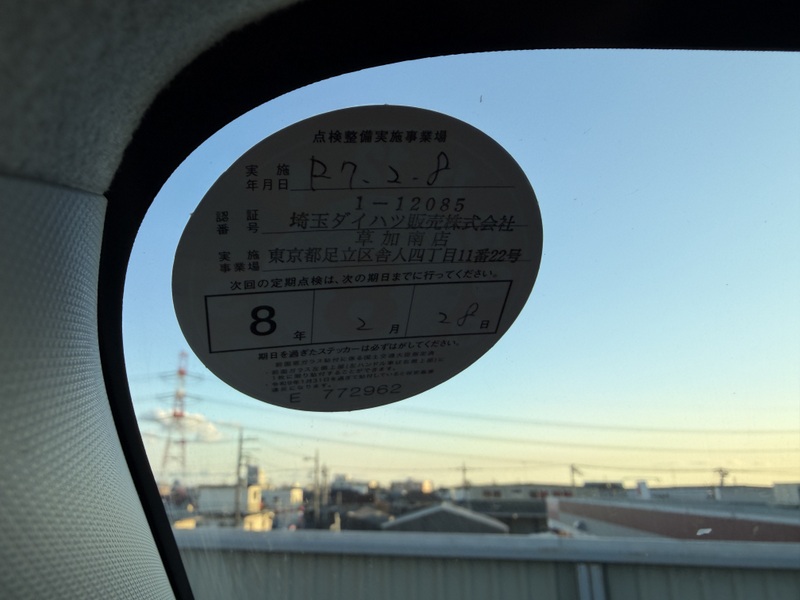 点検整備実施事業場
実施年月日 R7.2.8
認証番号 1-12085
埼玉ダイハツ販売株式会社
草加南店
実施事業場 東京都足立区舎人四丁目11番22号
次回の定期点検は、次の期日までに行ってください。
8年 2月 28日
期日を過ぎたステッカーは必ずはがしてください。
E 772962